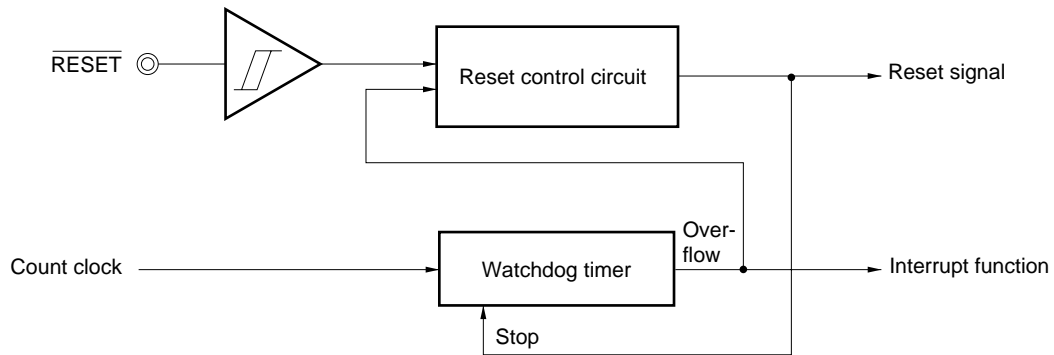 RESET
Reset control circuit
Reset signal
Over-
flow
Count clock
Watchdog timer
Interrupt function
Stop